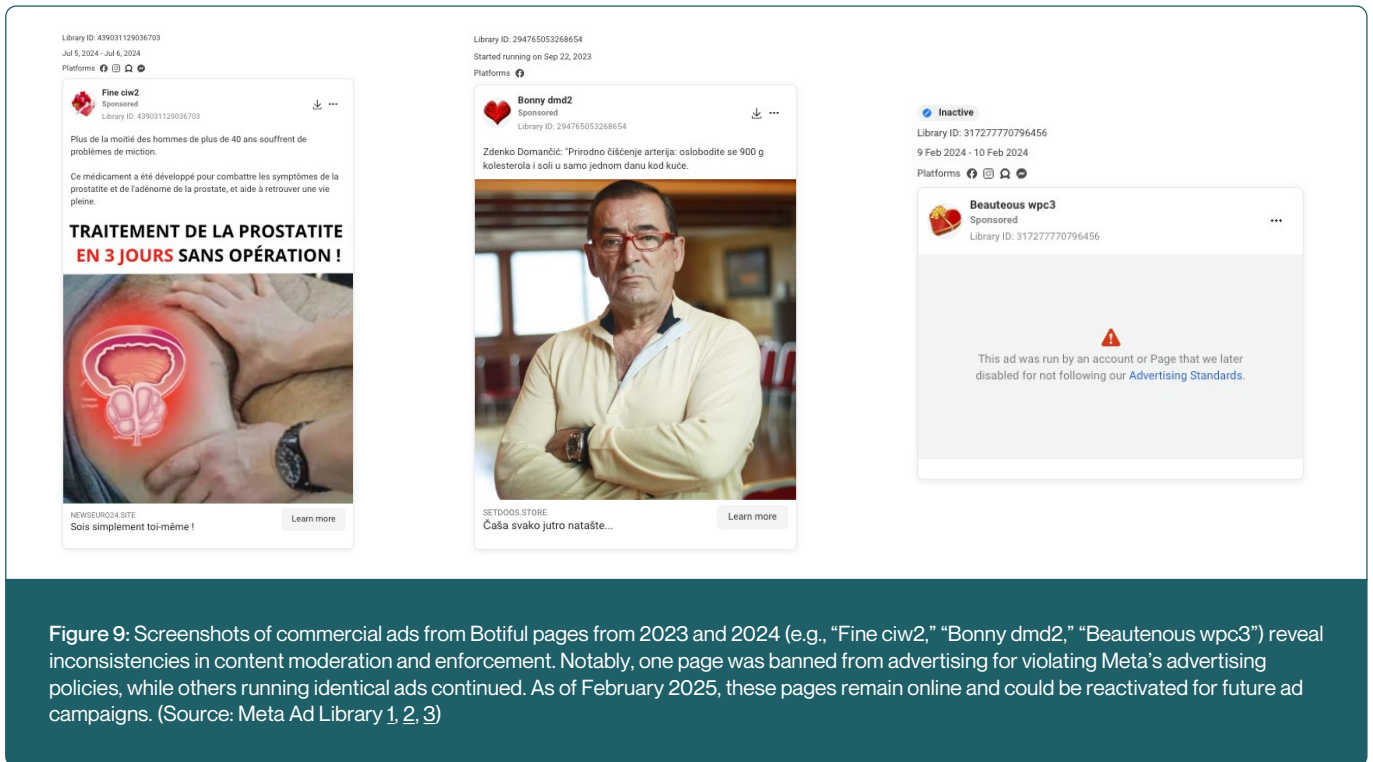 Library ID: 439031129036703
Jul 5, 2024 - Jul 6, 2024
Platforms
Fine ciw2
Sponsored
Library ID: 439031129036703
Plus de la moitié des hommes de plus de 40 ans souffrent de
problèmes de miction.
Ce médicament a été développé pour combattre les symptômes de la
prostatite et de l'adénome de la prostate, et aide à retrouver une vie
pleine.
TRAITEMENT DE LA PROSTATITE
EN 3 JOURS SANS OPÉRATION !
NEWSEURO24.SITE
Sois simplement toi-même !
Learn more
Library ID: 294765053268654
Started running on Sep 22, 2023
Platforms
Bonny dmd2
Sponsored
Library ID: 294765053268654
Zdenko Domančić: "Prirodno čišćenje arterija: oslobodite se 900 g
kolesterola i soli u samo jednom danu kod kuće.
SETDOOS.STORE
Čaša svako jutro natašte...
Learn more
Inactive
Library ID: 317277770796456
9 Feb 2024 - 10 Feb 2024
Platforms
Beauteous wpc3
Sponsored
Library ID: 317277770796456
This ad was run by an account or Page that we later
disabled for not following our Advertising Standards.
Figure 9: Screenshots of commercial ads from Botiful pages from 2023 and 2024 (e.g., “Fine ciw2,” “Bonny dmd2,” “Beautenous wpc3”) reveal
inconsistencies in content moderation and enforcement. Notably, one page was banned from advertising for violating Meta’s advertising
policies, while others running identical ads continued. As of February 2025, these pages remain online and could be reactivated for future ad
campaigns. (Source: Meta Ad Library 1, 2, 3)